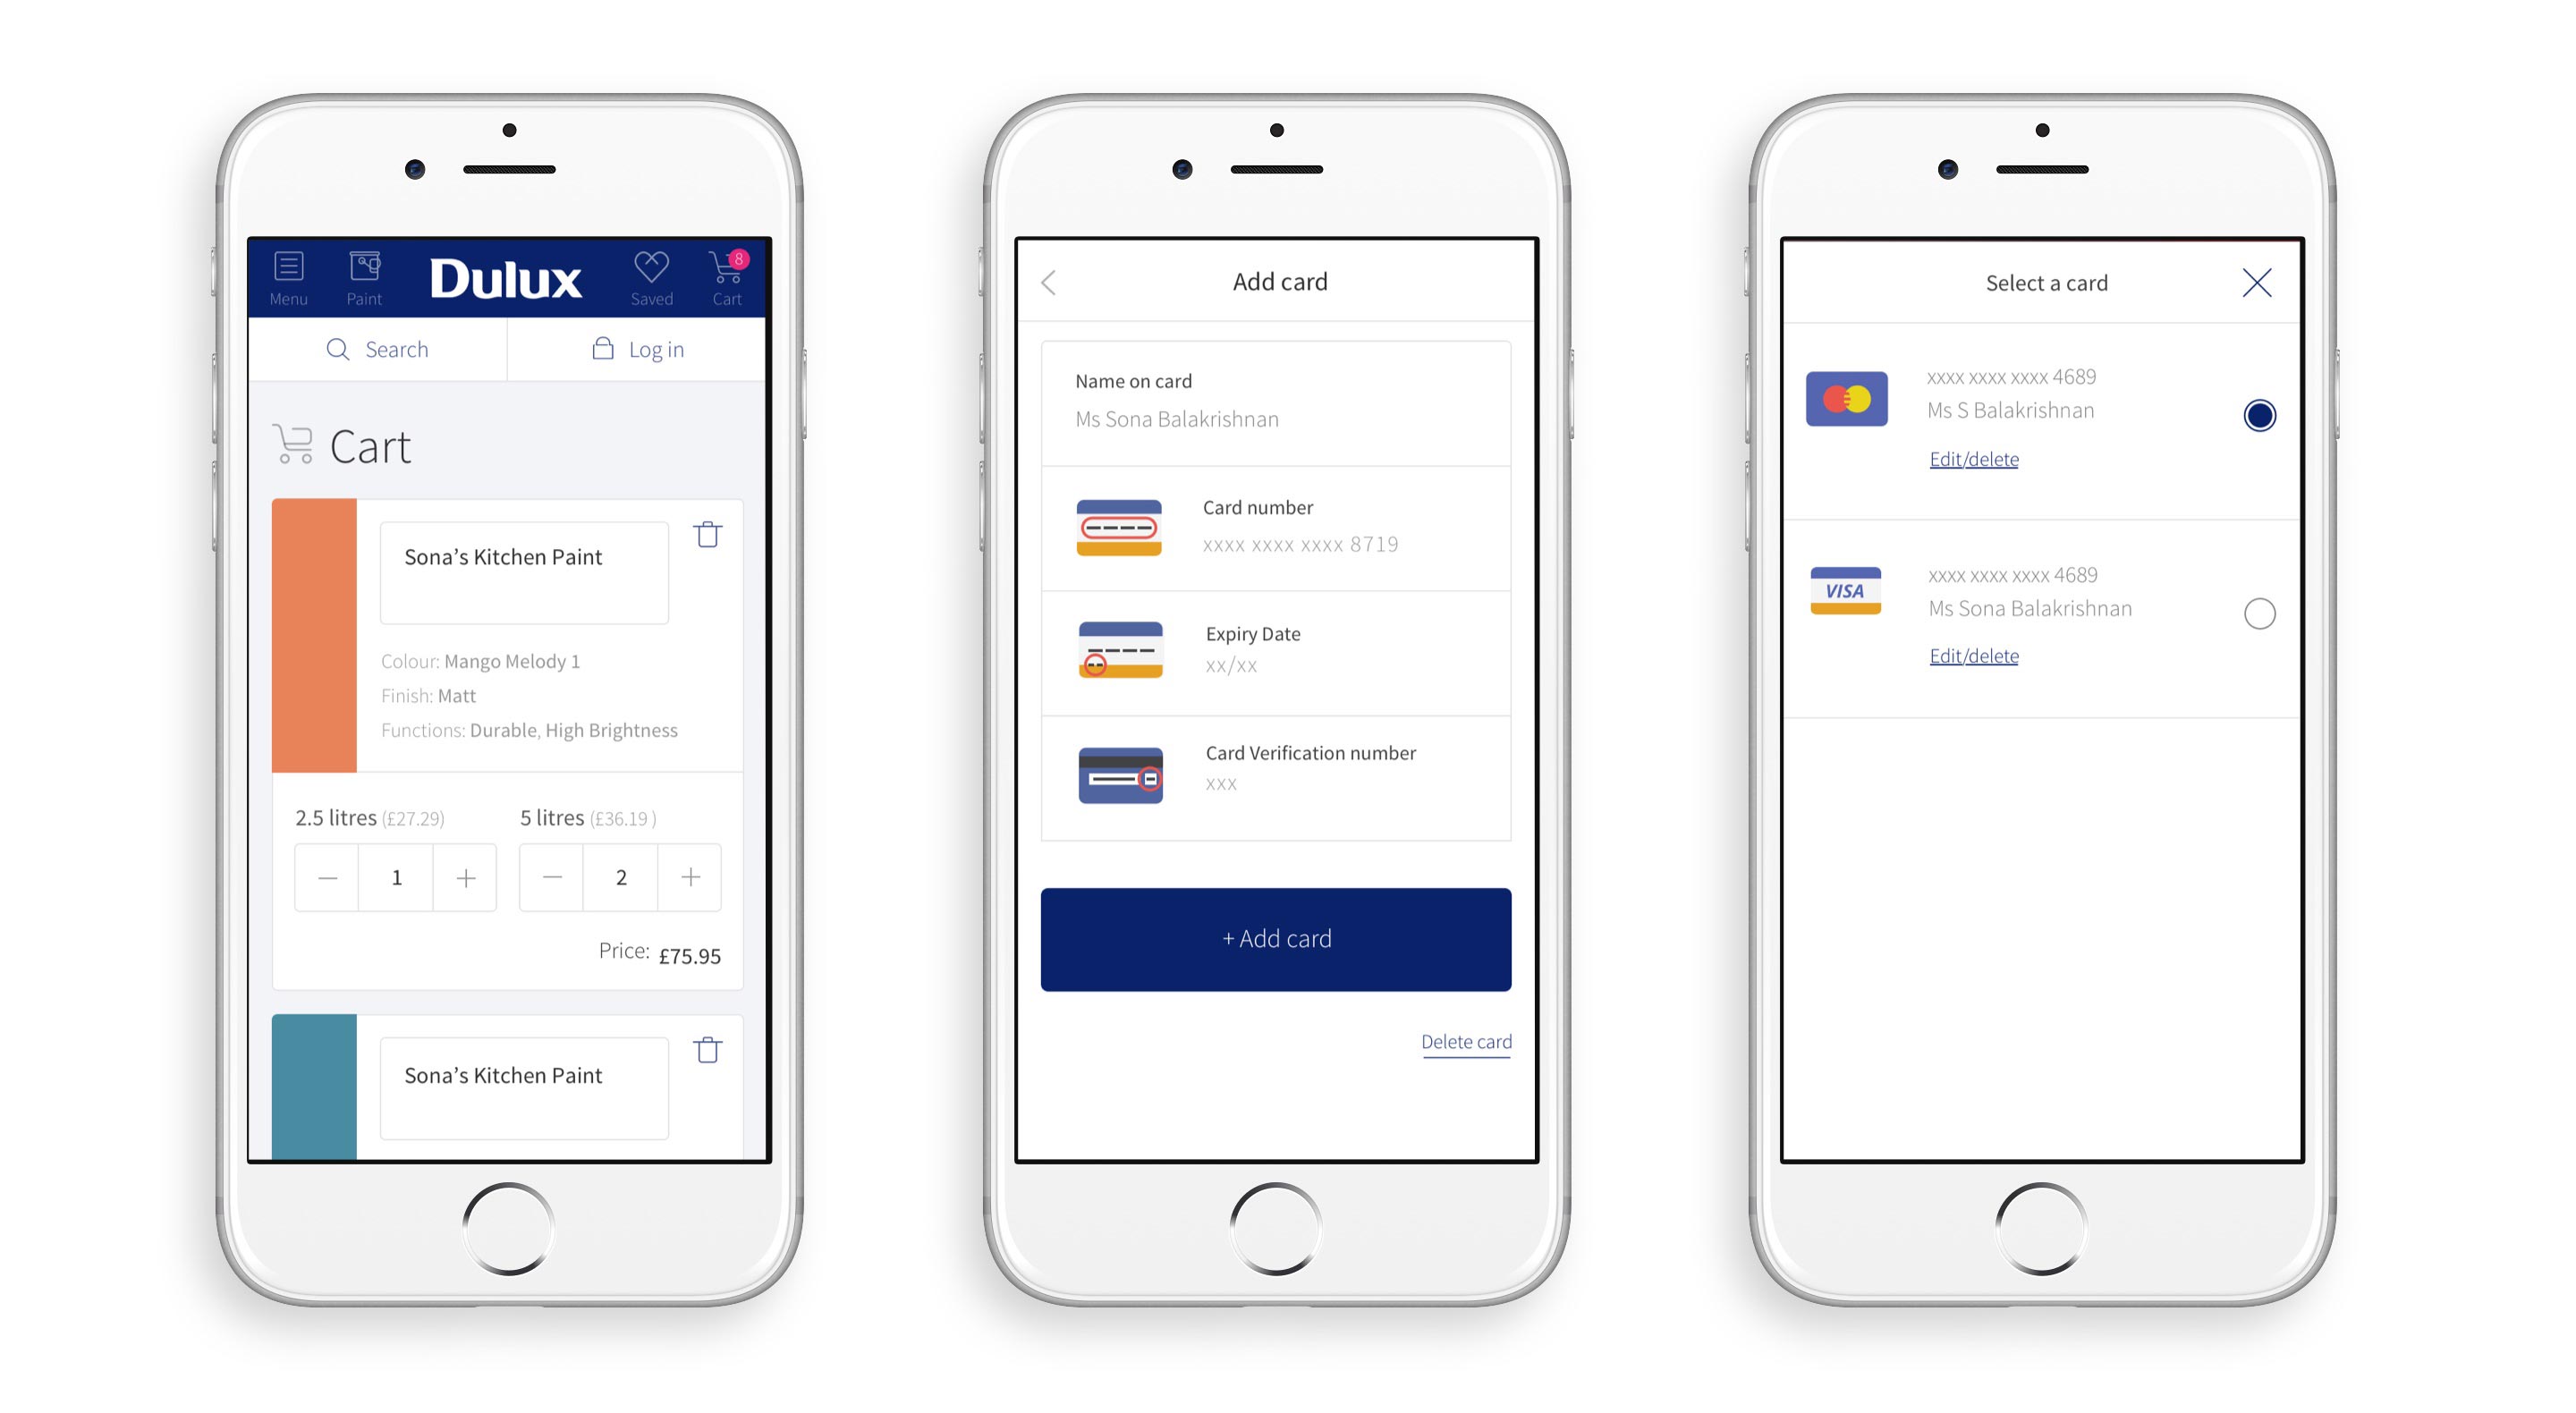 Menu
Paint
Dulux
Saved
8
Cart
Search
Log in
Cart
Sona’s Kitchen Paint
Colour: Mango Melody 1
Finish: Matt
Functions: Durable, High Brightness
2.5 litres (£27.29)
5 litres (£36.19 )
— 1 +
— 2 +
Price: £75.95
Sona’s Kitchen Paint
Add card
Name on card
Ms Sona Balakrishnan
Card number
xxxx xxxx xxxx 8719
Expiry Date
xx/xx
Card Verification number
xxx
+ Add card
Delete card
Select a card
xxxx xxxx xxxx 4689
Ms S Balakrishnan
Edit/delete
VISA
xxxx xxxx xxxx 4689
Ms Sona Balakrishnan
Edit/delete